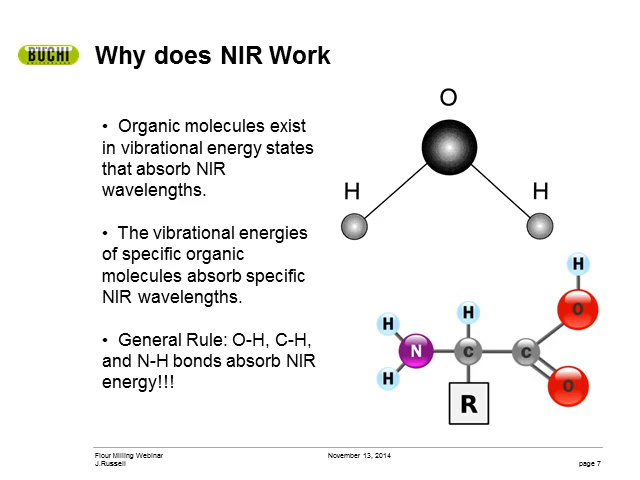 BÜCHI
Why does NIR Work
• Organic molecules exist
in vibrational energy states
that absorb NIR
wavelengths.
• The vibrational energies
of specific organic
molecules absorb specific
NIR wavelengths.
• General Rule: O-H, C-H,
and N-H bonds absorb NIR
energy!!!
O
H H
H
H H O
N C C
H O
R
Flour Milling Webinar November 13, 2014
J.Russell page 7